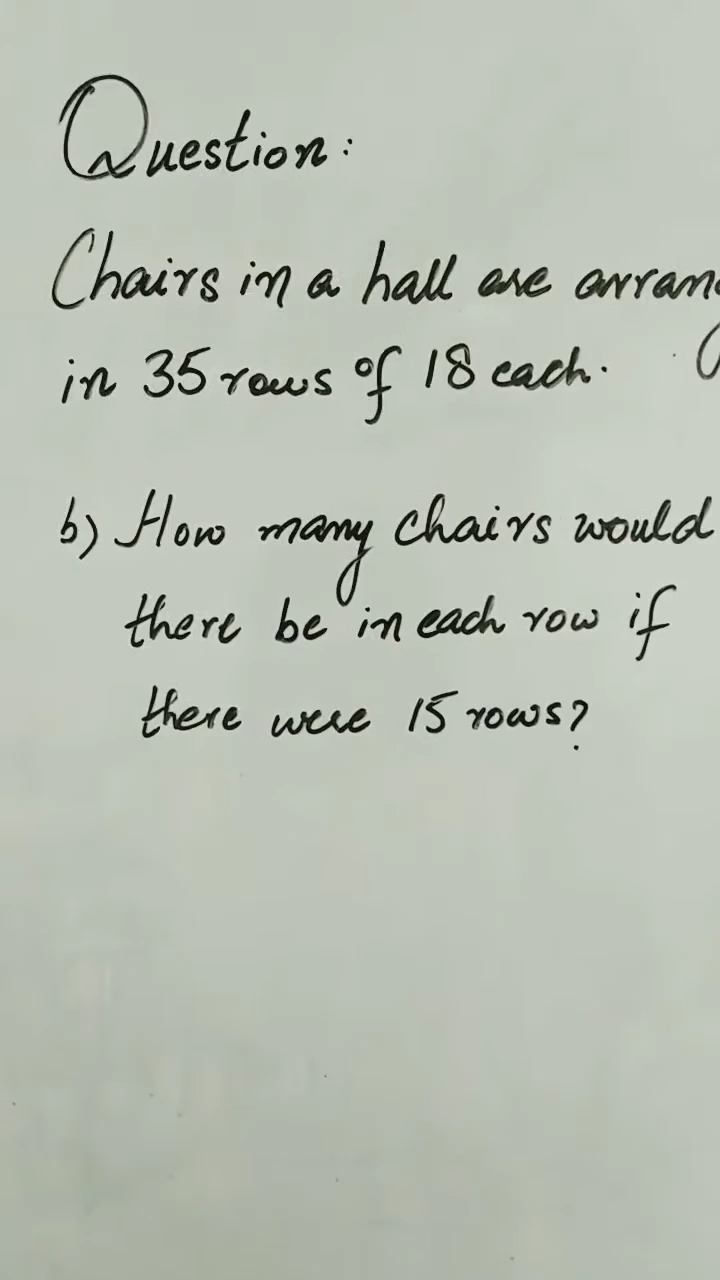 Question:
Chairs in a hall are arrang
in 35 rows of 18 each.
b) How many chairs would
there be in each row if
there were 15 rows?